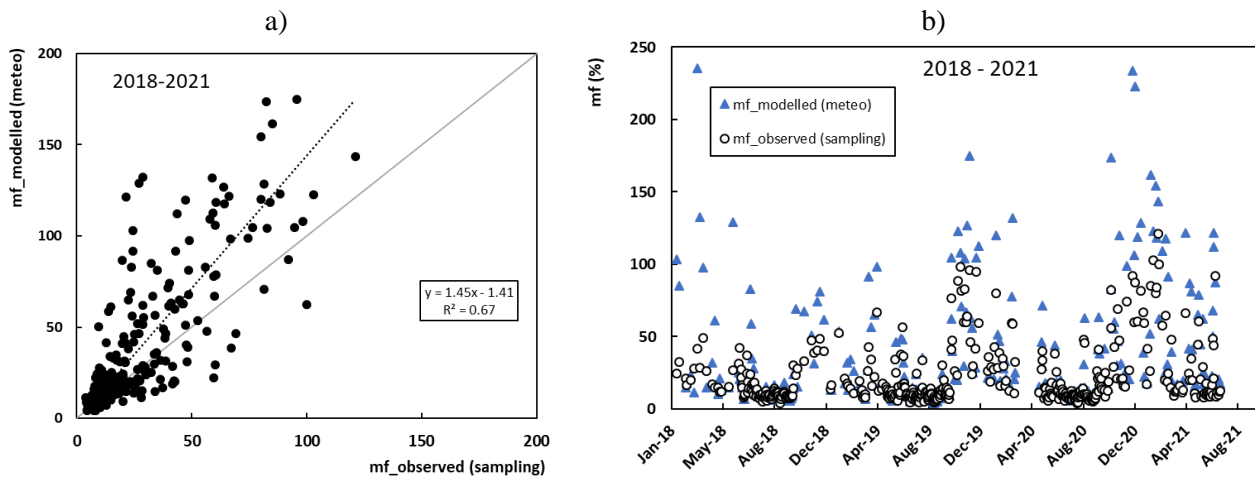 a)
mf_modelled (meteo)
200
150
100
50
0
2018-2021
y = 1.45x - 1.41
R² = 0.67
0
50
100
150
200
mf_observed (sampling)
b)
mf (%)
250
200
150
100
50
0
2018 - 2021
mf_modelled (meteo)
mf_observed (sampling)
Jan-18
May-18
Aug-18
Dec-18
Apr-19
Aug-19
Dec-19
Apr-20
Aug-20
Dec-20
Apr-21
Aug-21